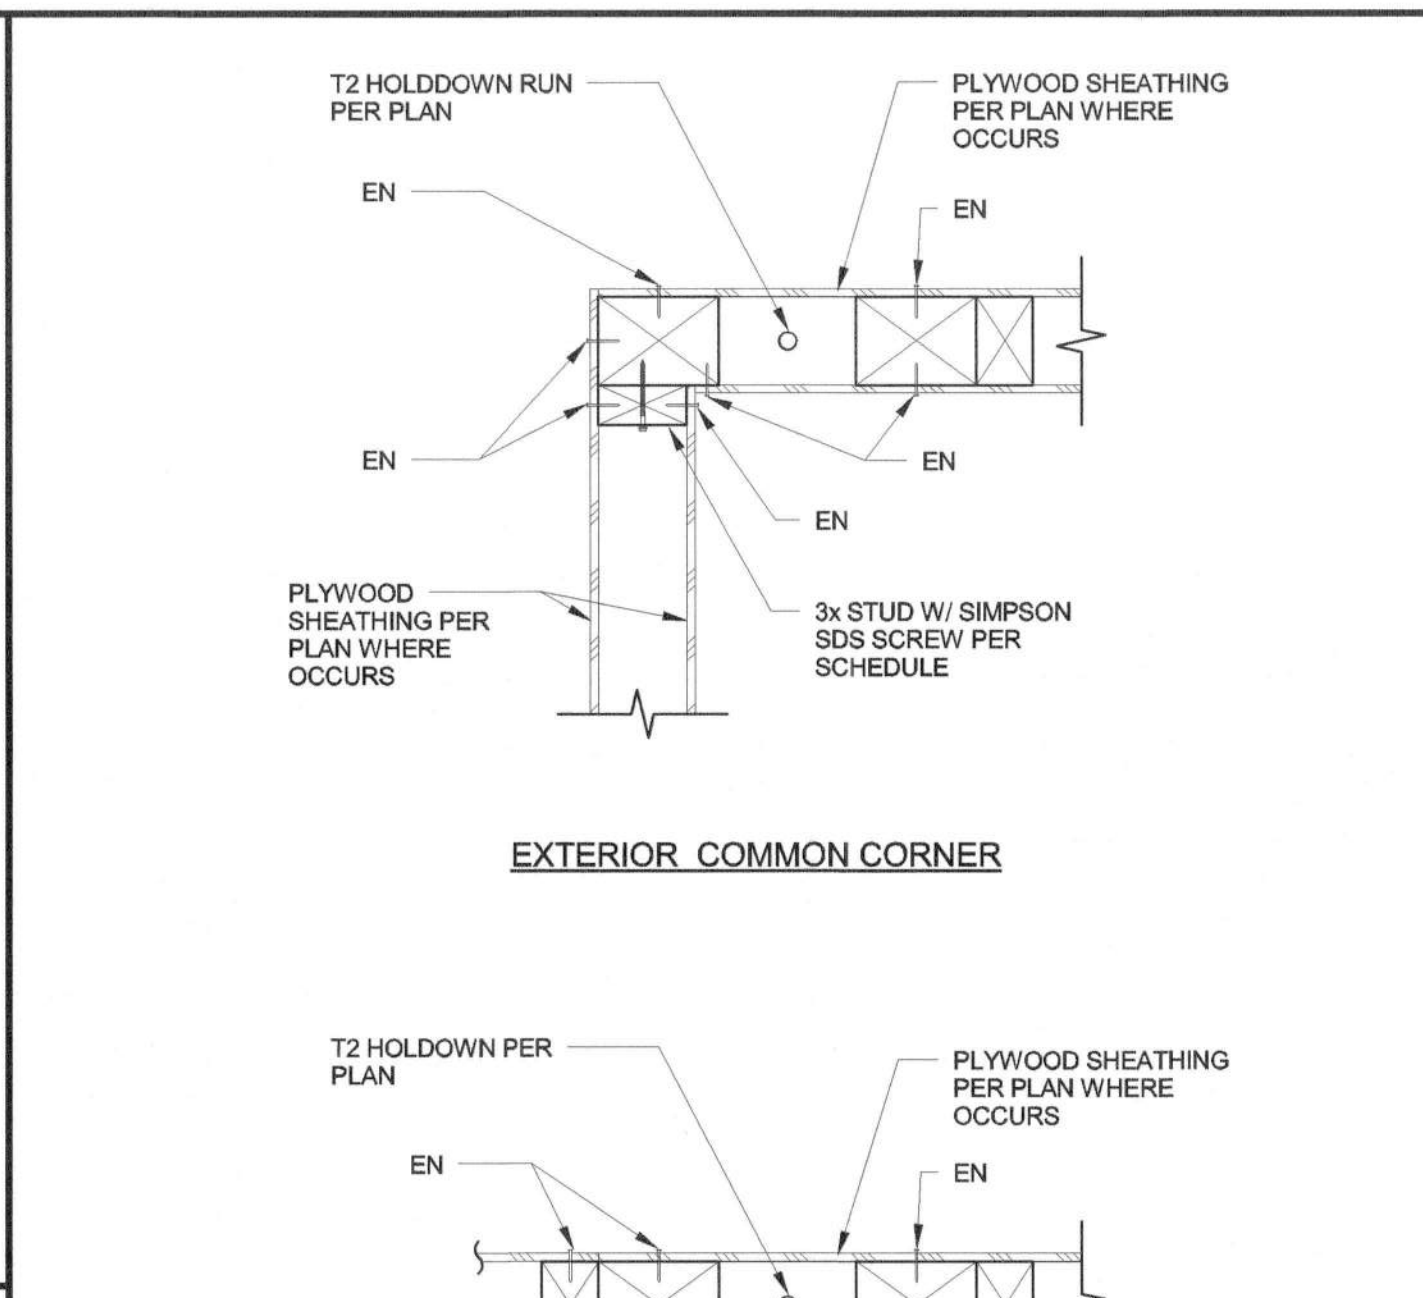 T2 HOLDDOWN RUN
PER PLAN
PLYWOOD SHEATHING
PER PLAN WHERE
OCCURS
EN
EN
EN
EN
EN
PLYWOOD
SHEATHING PER
PLAN WHERE
OCCURS
3x STUD W/ SIMPSON
SDS SCREW PER
SCHEDULE
EXTERIOR COMMON CORNER
T2 HOLDOWN PER
PLAN
PLYWOOD SHEATHING
PER PLAN WHERE
OCCURS
EN
EN